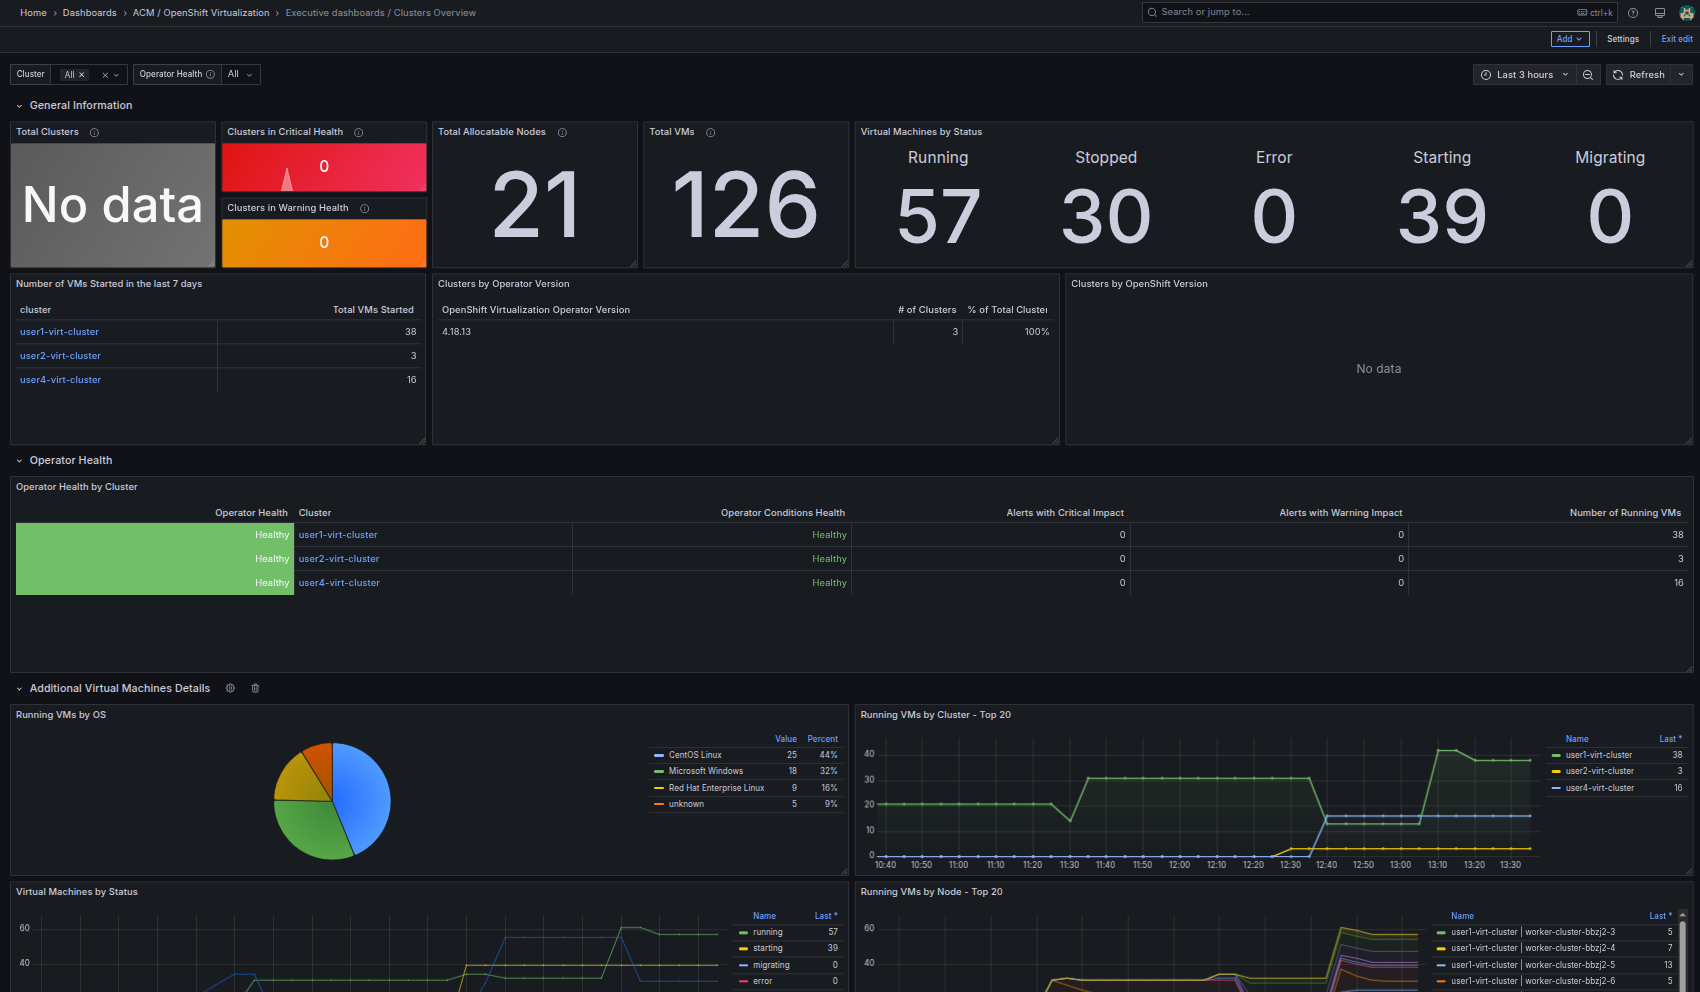 Home › Dashboards › ACM / OpenShift Virtualization › Executive dashboards / Clusters Overview
Search or jump to...
ctrl+k
Add
Settings
Exit edit
Cluster
All ×
Operator Health
All
Last 3 hours
Refresh
General Information
Total Clusters
No data
Clusters in Critical Health
0
Clusters in Warning Health
0
Total Allocatable Nodes
21
Total VMs
126
Virtual Machines by Status
Running Stopped Error Starting Migrating
57 30 0 39 0
Number of VMs Started in the last 7 days
cluster Total VMs Started
user1-virt-cluster 38
user2-virt-cluster 3
user4-virt-cluster 16
Clusters by Operator Version
OpenShift Virtualization Operator Version # of Clusters % of Total Cluster
4.18.13 3 100%
Clusters by OpenShift Version
No data
Operator Health
Operator Health by Cluster
Operator Health Cluster Operator Conditions Health Alerts with Critical Impact Alerts with Warning Impact Number of Running VMs
Healthy user1-virt-cluster Healthy 0 0 38
Healthy user2-virt-cluster Healthy 0 0 3
Healthy user4-virt-cluster Healthy 0 0 16
Additional Virtual Machines Details
Running VMs by OS
Value Percent
CentOS Linux 25 44%
Microsoft Windows 18 32%
Red Hat Enterprise Linux 9 16%
unknown 5 9%
Running VMs by Cluster - Top 20
40
30
20
10
0
10:40 10:50 11:00 11:10 11:20 11:30 11:40 11:50 12:00 12:10 12:20 12:30 12:40 12:50 13:00 13:10 13:20 13:30
Name Last *
user1-virt-cluster 38
user2-virt-cluster 3
user4-virt-cluster 16
Virtual Machines by Status
60
40
Name Last *
running 57
starting 39
migrating 0
error 0
Running VMs by Node - Top 20
60
40
Name Last *
user1-virt-cluster | worker-cluster-bbzj2-3 5
user1-virt-cluster | worker-cluster-bbzj2-4 7
user1-virt-cluster | worker-cluster-bbzj2-5 13
user1-virt-cluster | worker-cluster-bbzj2-6 5